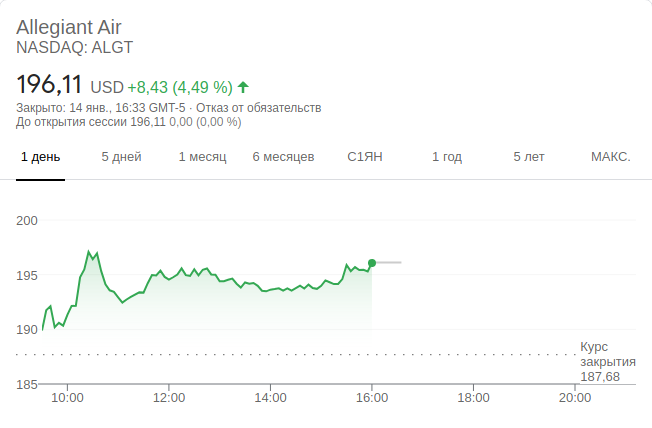 Allegiant Air
NASDAQ: ALGT
196,11 USD +8,43 (4,49 %)
Закрыто: 14 янв., 16:33 GMT-5 · Отказ от обязательств
До открытия сессии 196,11 0,00 (0,00 %)
1 день 5 дней 1 месяц 6 месяцев С1ЯН 1 год 5 лет МАКС.
200
195
190
Курс
закрытия
187,68
185
10:00 12:00 14:00 16:00 18:00 20:00